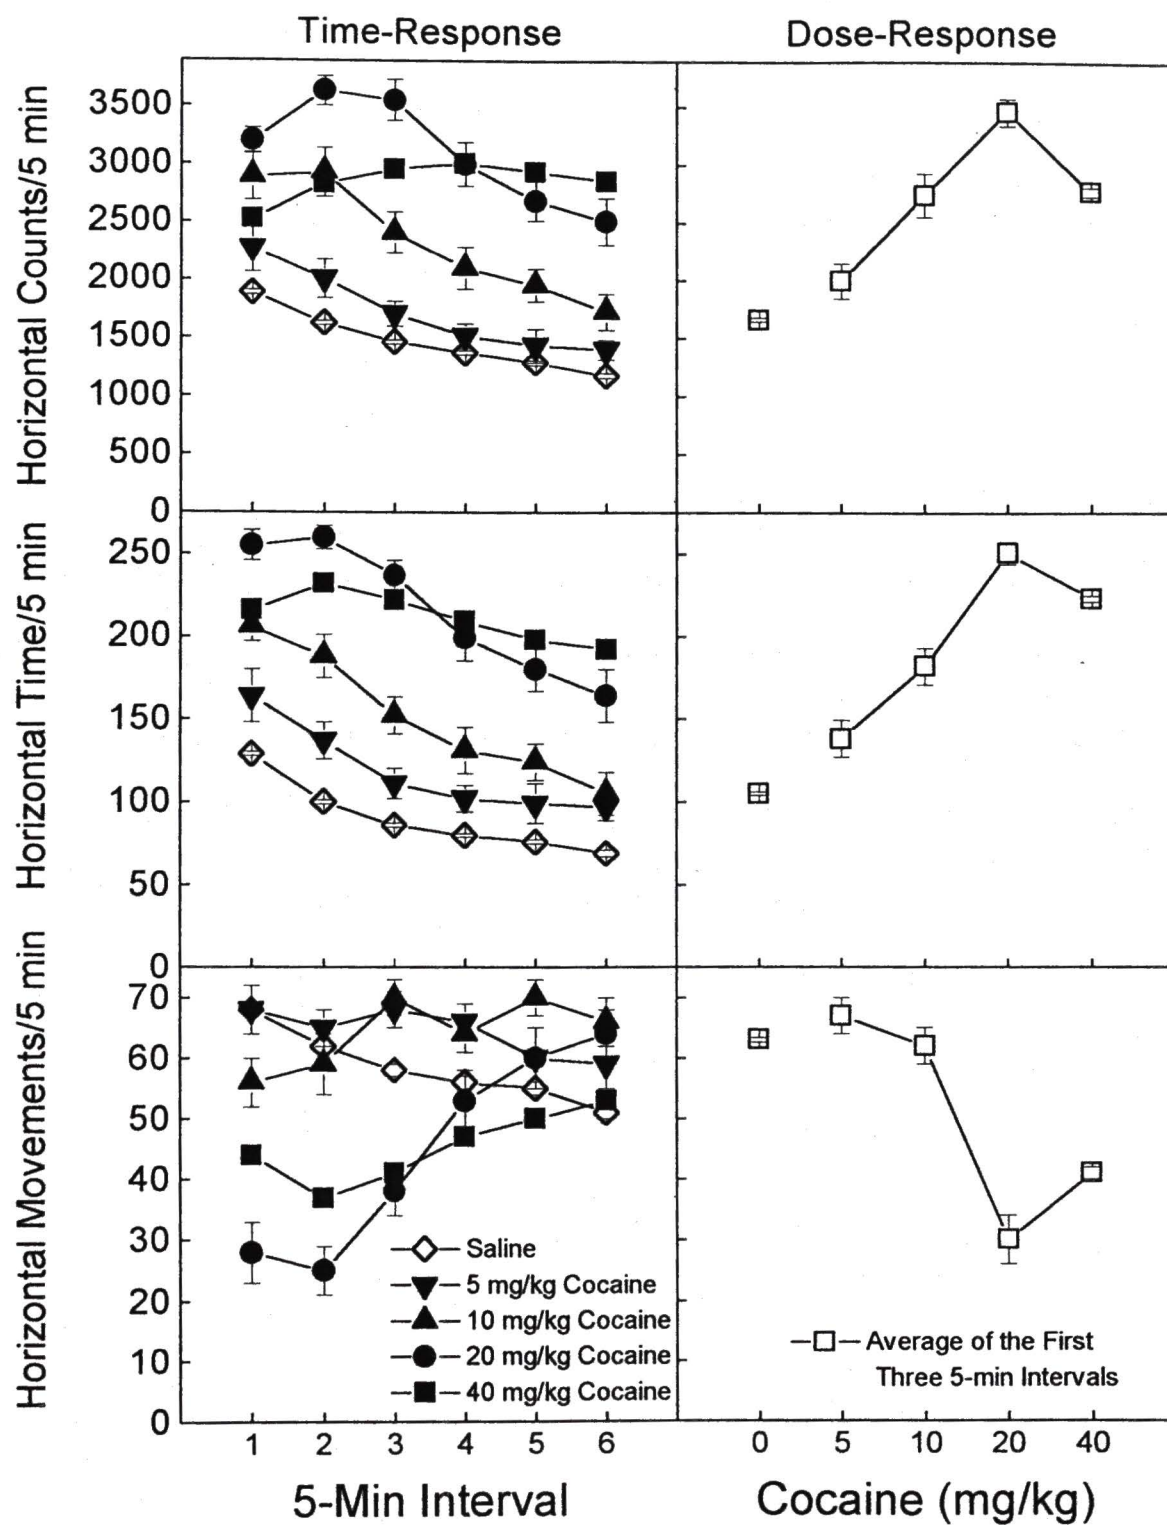 Time-Response
Dose-Response
Horizontal Counts/5 min
3500
3000
2500
2000
1500
1000
500
0
Horizontal Time/5 min
250
200
150
100
50
0
Horizontal Movements/5 min
70
60
50
40
30
20
10
0
Saline
5 mg/kg Cocaine
10 mg/kg Cocaine
20 mg/kg Cocaine
40 mg/kg Cocaine
Average of the First
Three 5-min Intervals
1 2 3 4 5 6
0 5 10 20 40
5-Min Interval
Cocaine (mg/kg)